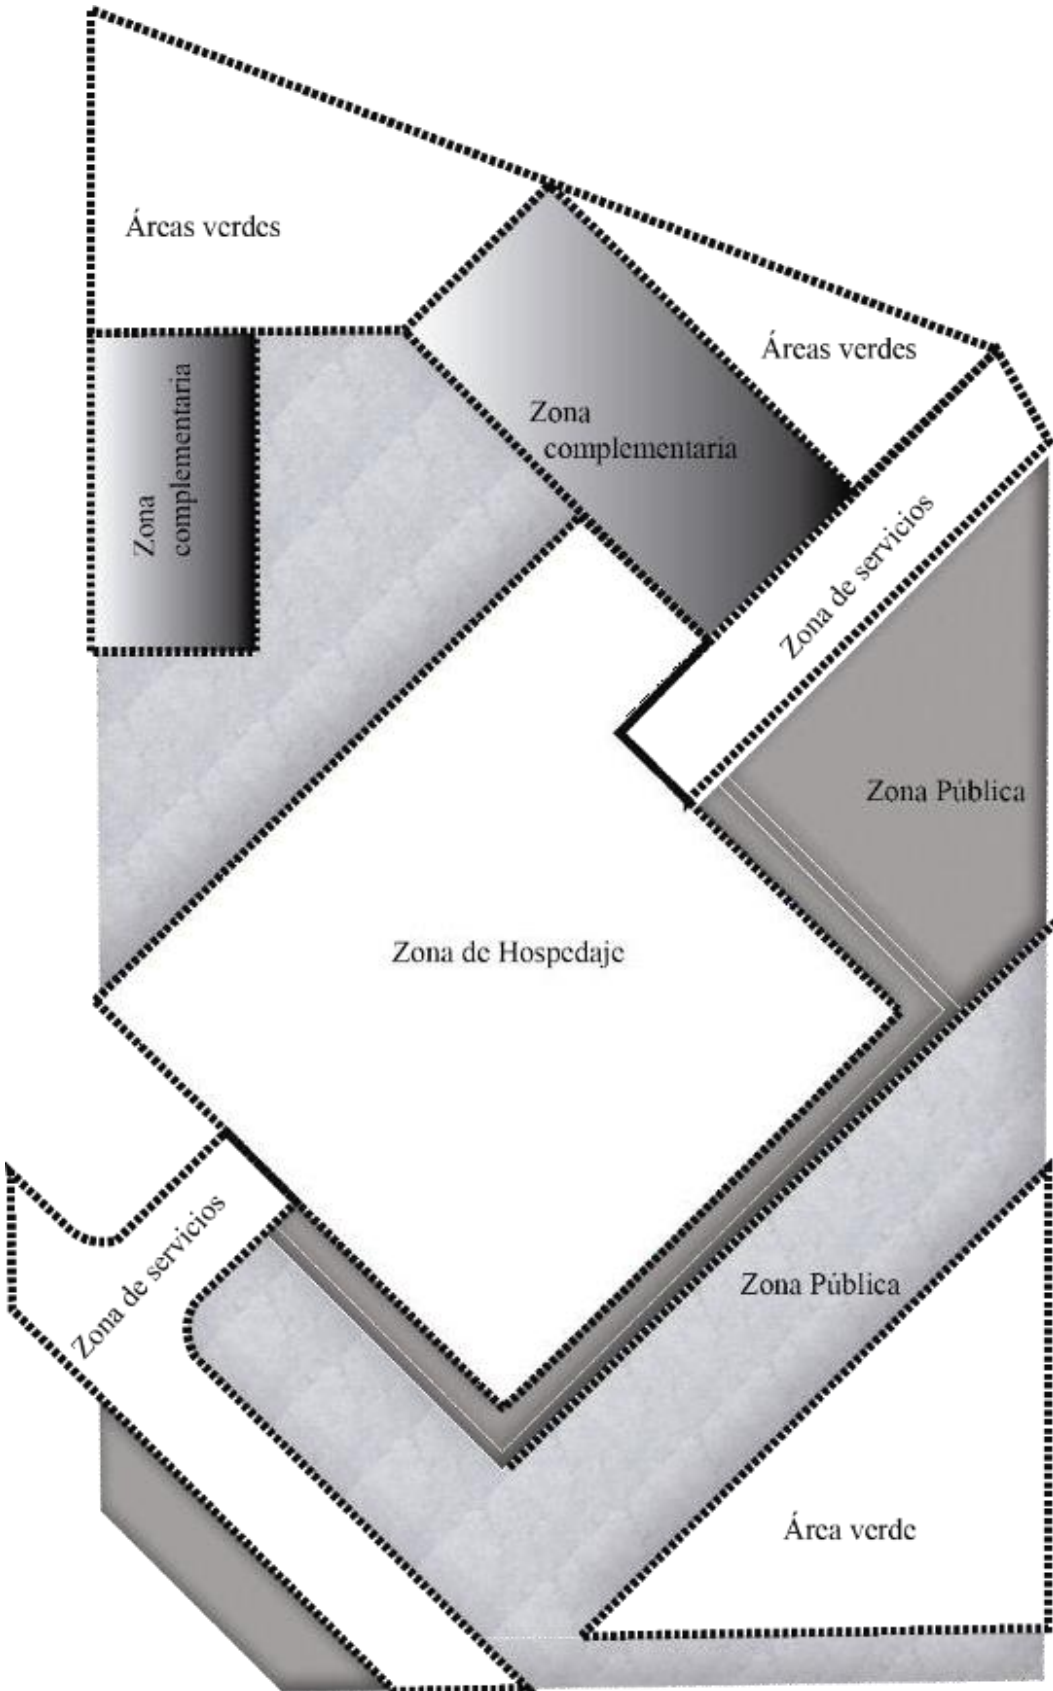 Áreas verdes
Áreas verdes
Zona
complementaria
Zona
complementaria
Zona de servicios
Zona Pública
Zona de Hospedaje
Zona de servicios
Zona Pública
Área verde